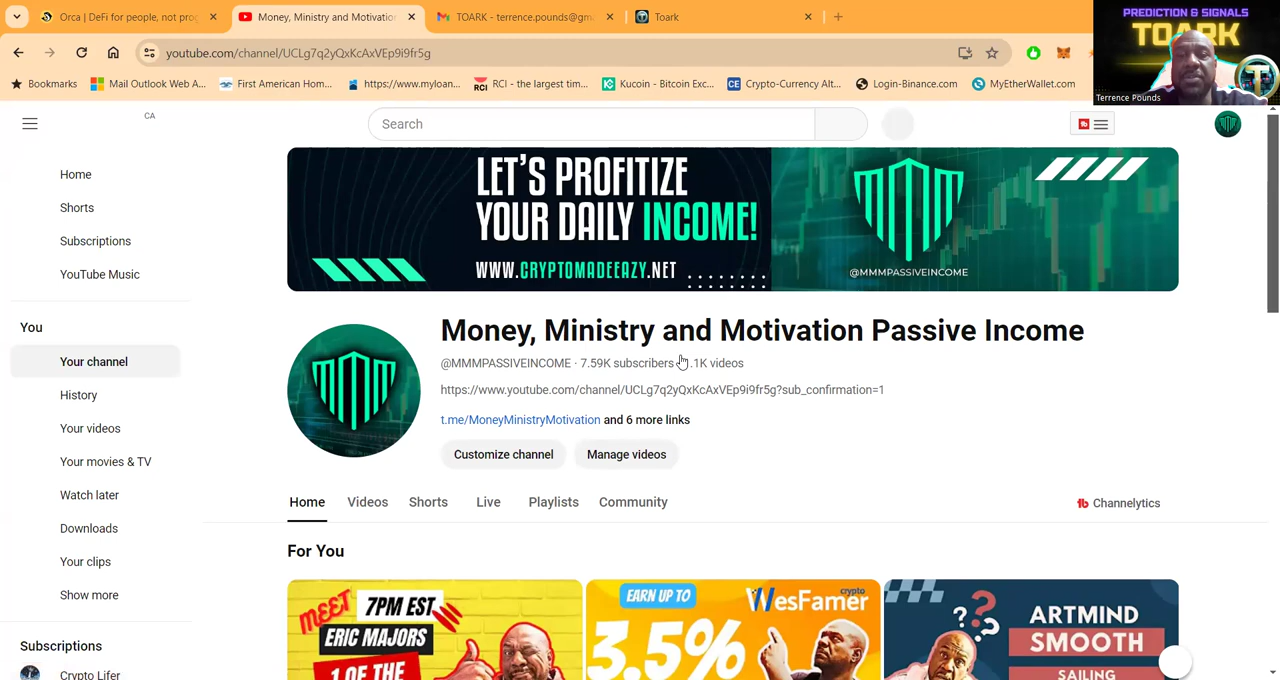 Orca | DeFi for people, not prog
Money, Ministry and Motivation
TOARK - terrence.pounds@gm
Toark
youtube.com/channel/UCLg7q2yQxKcAxVEp9i9fr5g
Bookmarks
Mail Outlook Web A...
First American Hom...
https://www.myloan...
RCI - the largest tim...
Kucoin - Bitcoin Exc...
Crypto-Currency Alt...
Login-Binance.com
MyEtherWallet.com
PREDICTION & SIGNALS
TOARK
Terrence Pounds
CA
Search
Home
Shorts
Subscriptions
YouTube Music
You
Your channel
History
Your videos
Your movies & TV
Watch later
Downloads
Your clips
Show more
Subscriptions
Crypto Lifer
LET'S PROFITIZE
YOUR DAILY INCOME!
WWW.CRYPTOMADEEAZY.NET
@MMMPASSIVEINCOME
Money, Ministry and Motivation Passive Income
@MMMPASSIVEINCOME · 7.59K subscribers .1K videos
https://www.youtube.com/channel/UCLg7q2yQxKcAxVEp9i9fr5g?sub_confirmation=1
t.me/MoneyMinistryMotivation and 6 more links
Customize channel
Manage videos
Home
Videos
Shorts
Live
Playlists
Community
Channelytics
For You
MEET
7PM EST
ERIC MAJORS
1 OF THE
EARN UP TO
3.5%
crypto
WesFamer
???
ARTMIND
SMOOTH
SAILING